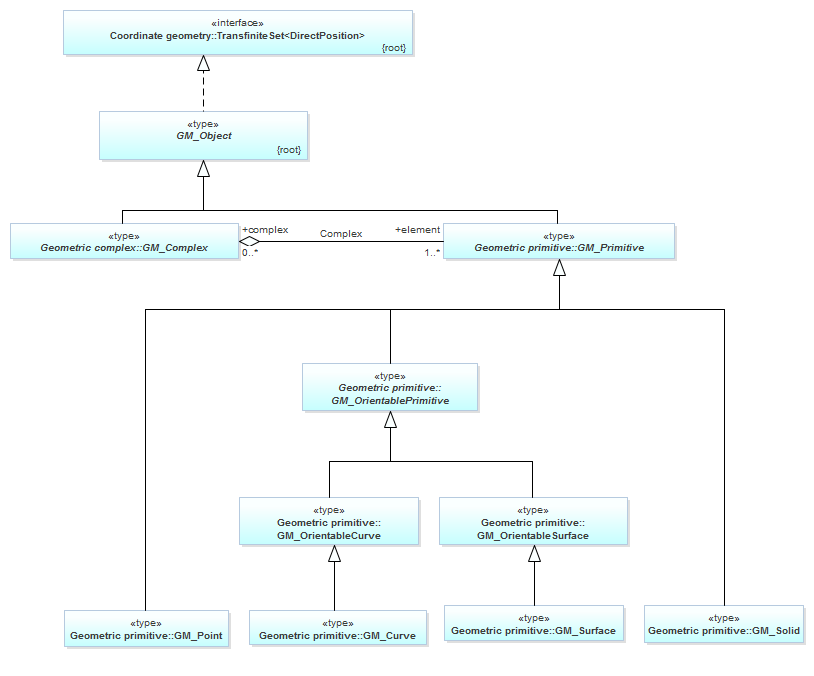 «interface»
Coordinate geometry::TransfiniteSet<DirectPosition>
{root}
«type»
GM_Object
{root}
«type»
Geometric complex::GM_Complex
+complex
Complex
+element
0..*
1..*
«type»
Geometric primitive::GM_Primitive
«type»
Geometric primitive::
GM_OrientablePrimitive
«type»
Geometric primitive::
GM_OrientableCurve
«type»
Geometric primitive::
GM_OrientableSurface
«type»
Geometric primitive::GM_Point
«type»
Geometric primitive::GM_Curve
«type»
Geometric primitive::GM_Surface
«type»
Geometric primitive::GM_Solid